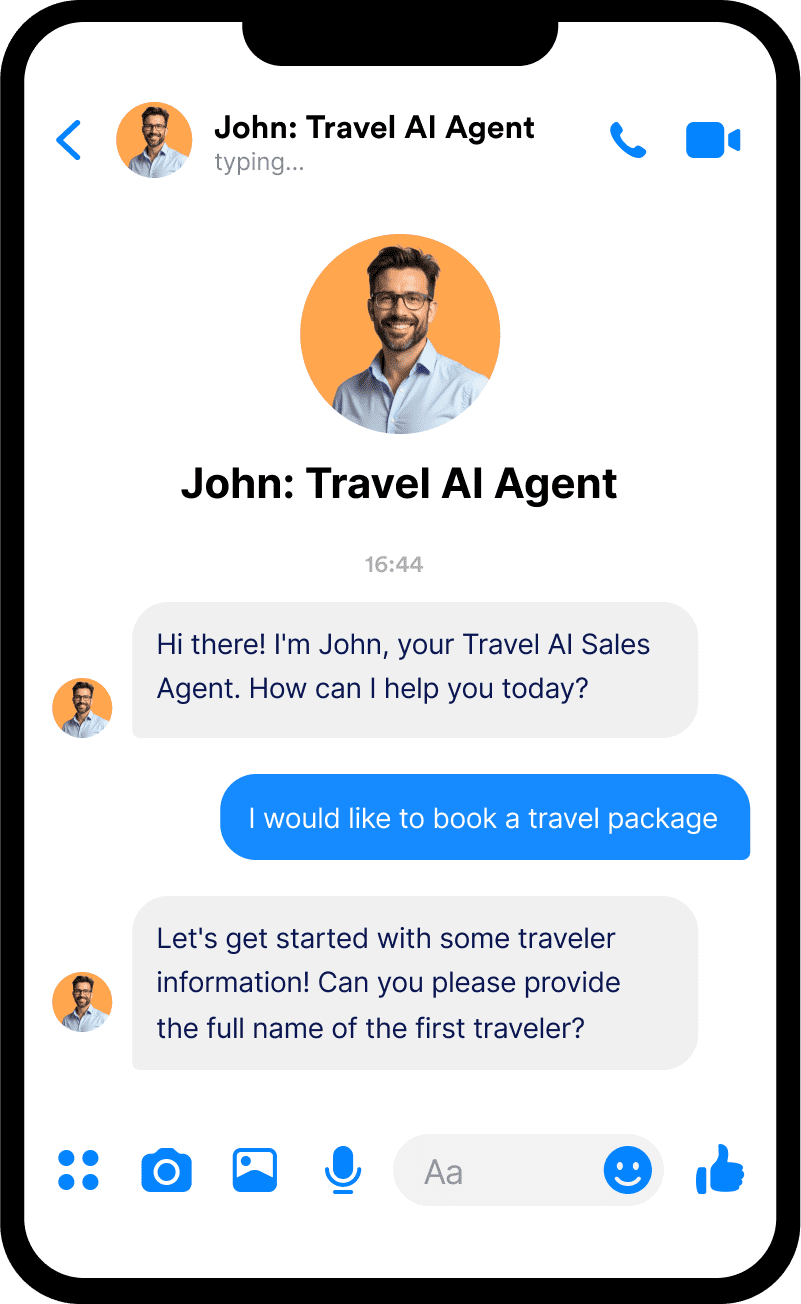 John: Travel AI Agent
typing...
John: Travel AI Agent
16:44
Hi there! I'm John, your Travel AI Sales
Agent. How can I help you today?
I would like to book a travel package
Let's get started with some traveler
information! Can you please provide
the full name of the first traveler?
Aa